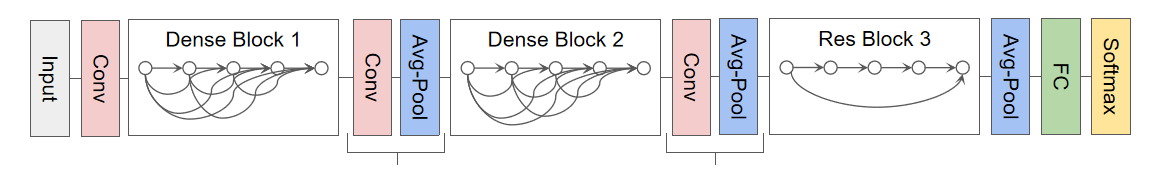 Input
Conv
Dense Block 1
Conv
Avg-Pool
Dense Block 2
Conv
Avg-Pool
Res Block 3
Avg-Pool
FC
Softmax